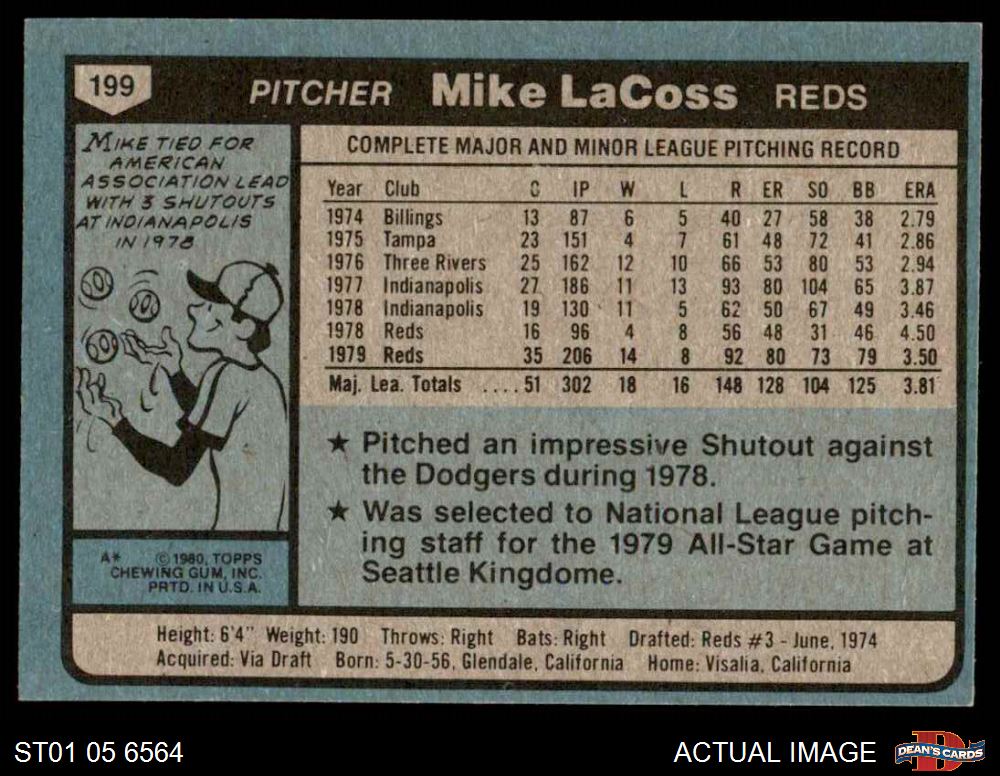 199
PITCHER Mike LaCoss REDS
MIKE TIED FOR
AMERICAN
ASSOCIATION LEAD
WITH 3 SHUTOUTS
AT INDIANAPOLIS
IN 1978
COMPLETE MAJOR AND MINOR LEAGUE PITCHING RECORD
Year Club G IP W L R ER SO BB ERA
1974 Billings 13 87 6 5 40 27 58 38 2.79
1975 Tampa 23 151 4 7 61 48 72 41 2.86
1976 Three Rivers 25 162 12 10 66 53 80 53 2.94
1977 Indianapolis 27 186 11 13 93 80 104 65 3.87
1978 Indianapolis 19 130 11 5 62 50 67 49 3.46
1978 Reds 16 96 4 8 56 48 31 46 4.50
1979 Reds 35 206 14 8 92 80 73 79 3.50
Maj. Lea. Totals ....51 302 18 16 148 128 104 125 3.81
★ Pitched an impressive Shutout against
the Dodgers during 1978.
★ Was selected to National League pitch-
ing staff for the 1979 All-Star Game at
Seattle Kingdome.
A* © 1980, TOPPS
CHEWING GUM, INC.
PRTD. IN U.S.A.
Height: 6'4" Weight: 190 Throws: Right Bats: Right Drafted: Reds #3 - June, 1974
Acquired: Via Draft Born: 5-30-56, Glendale, California Home: Visalia, California
ST01 05 6564
ACTUAL IMAGE
DEAN'S CARDS